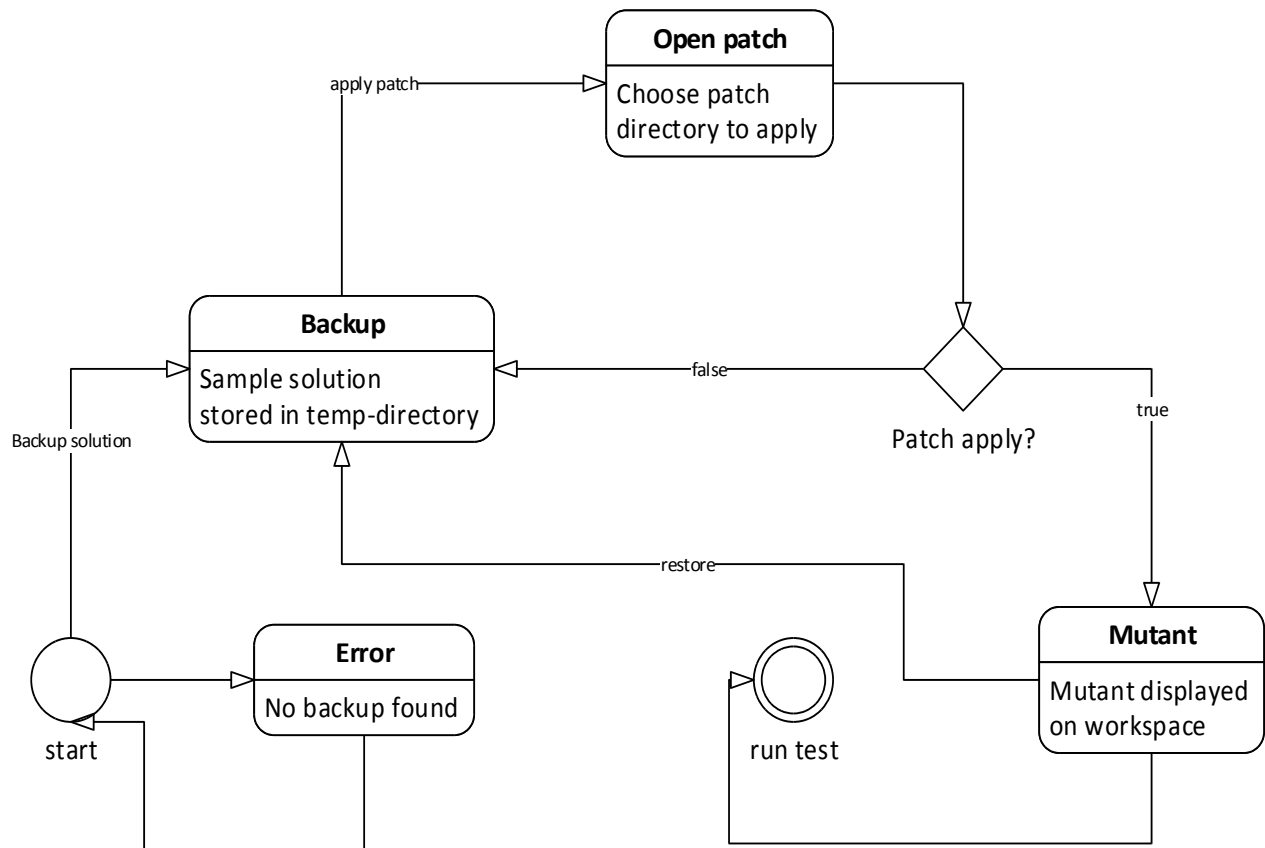 Open patch
apply patch
Choose patch
directory to apply
Backup
Sample solution
stored in temp-directory
false
true
Backup solution
Patch apply?
restore
Error
No backup found
Mutant
Mutant displayed
on workspace
start
run test